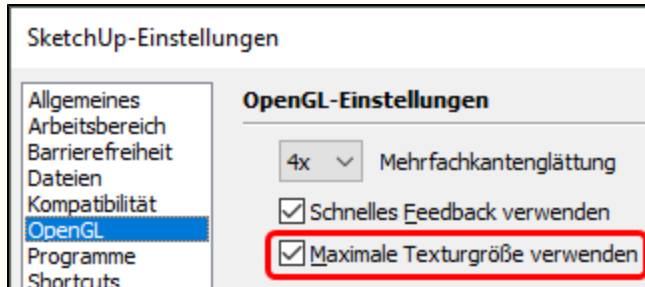 SketchUp-Einstellungen
Allgemeines
Arbeitsbereich
Barrierefreiheit
Dateien
Kompatibilität
OpenGL
Programme
Shortcuts
OpenGL-Einstellungen
4x Mehrfachkantenglättung
Schnelles Feedback verwenden
Maximale Texturgröße verwenden